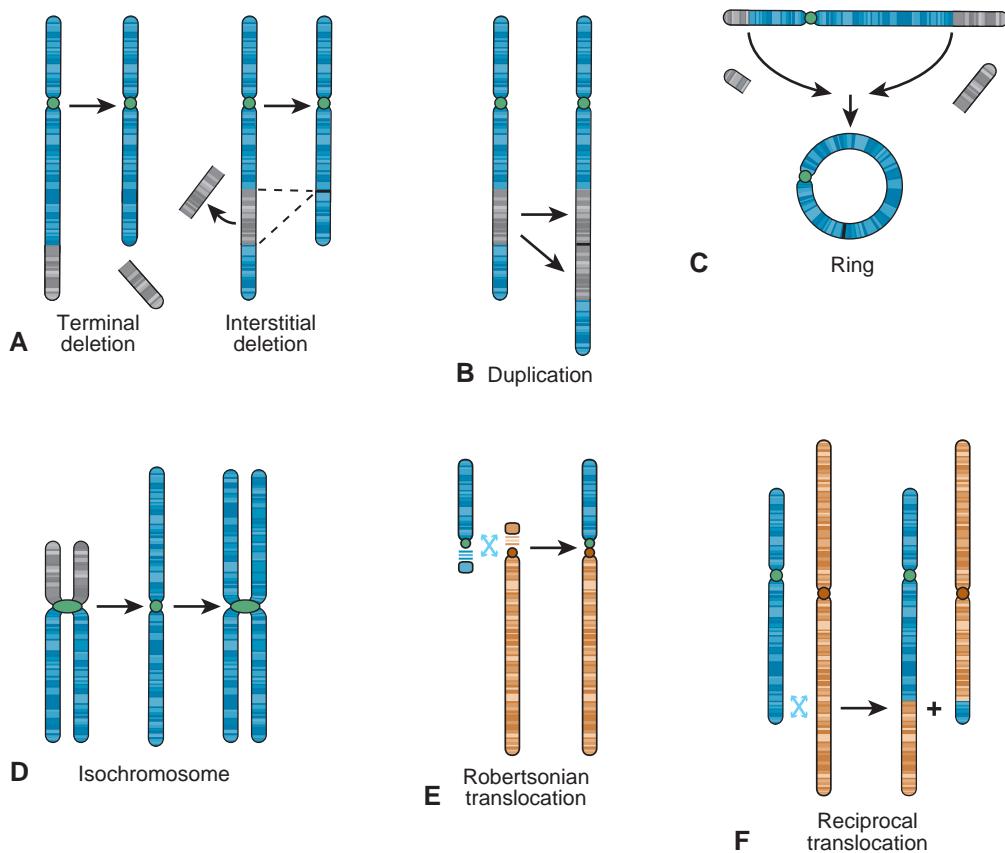 A
Terminal
deletion
Interstitial
deletion
B
Duplication
C
Ring
D
Isochromosome
E
Robertsonian
translocation
+
F
Reciprocal
translocation